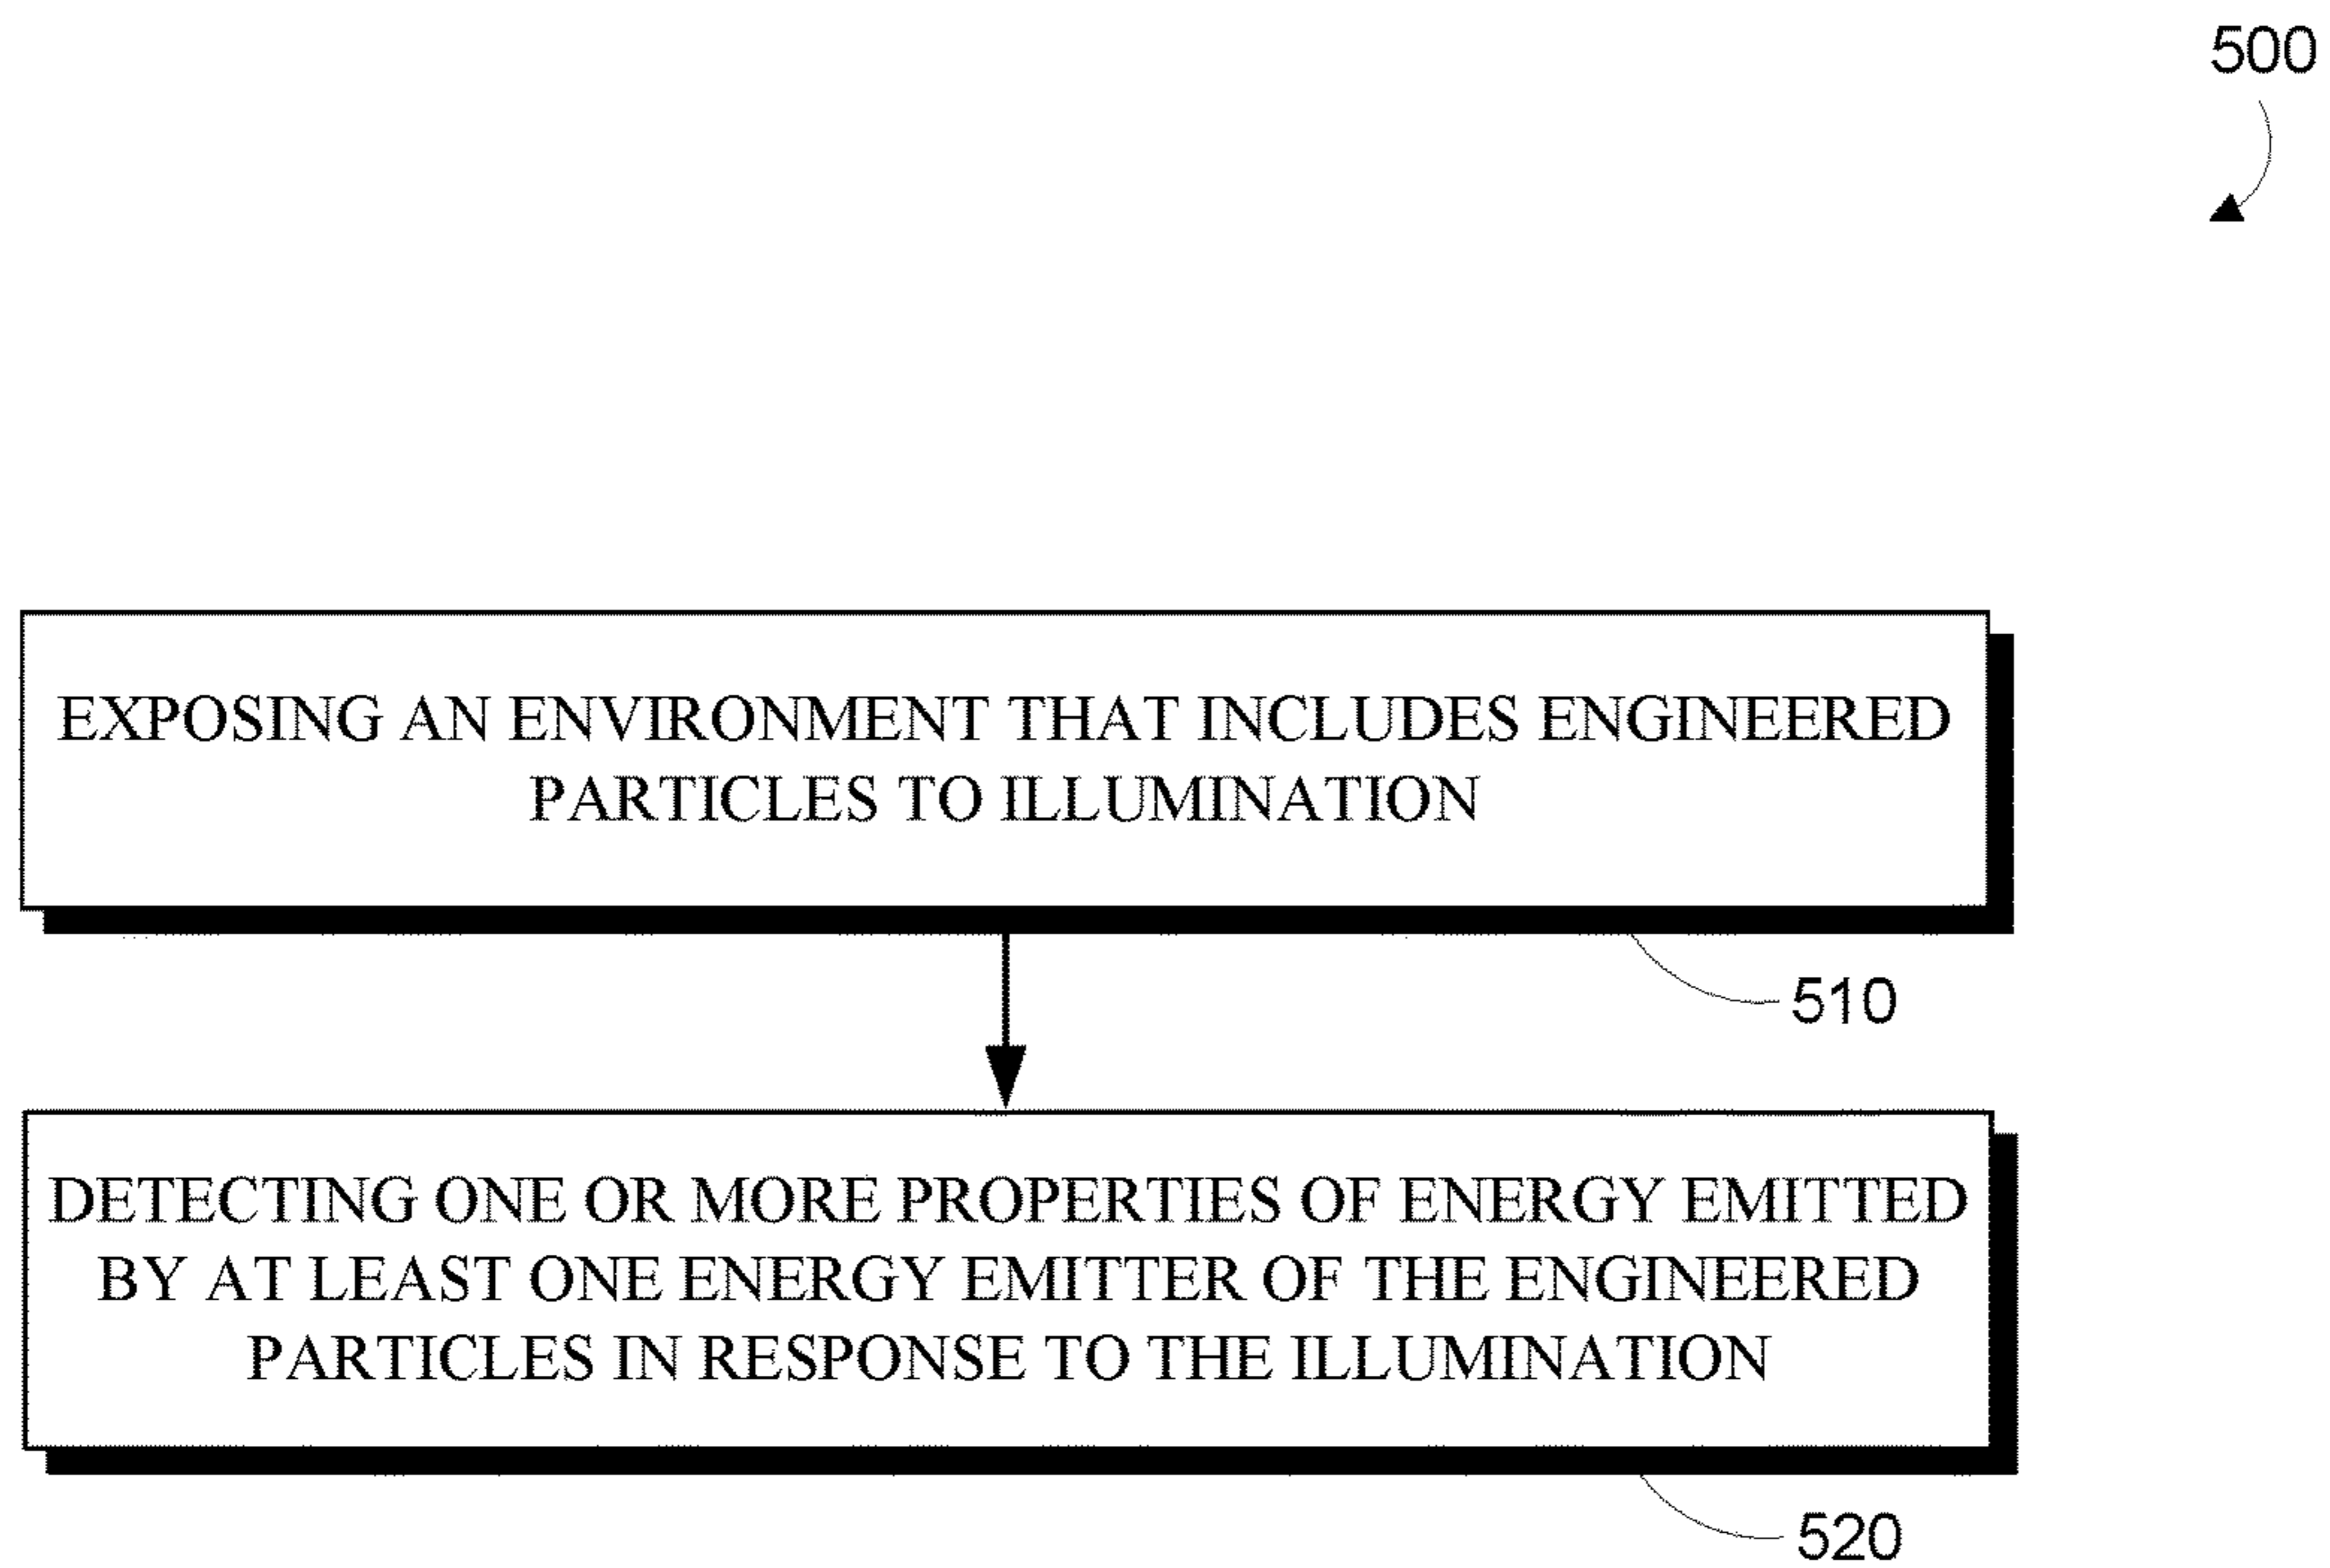 500
EXPOSING AN ENVIRONMENT THAT INCLUDES ENGINEERED
PARTICLES TO ILLUMINATION
510
DETECTING ONE OR MORE PROPERTIES OF ENERGY EMITTED
BY AT LEAST ONE ENERGY EMITTER OF THE ENGINEERED
PARTICLES IN RESPONSE TO THE ILLUMINATION
520